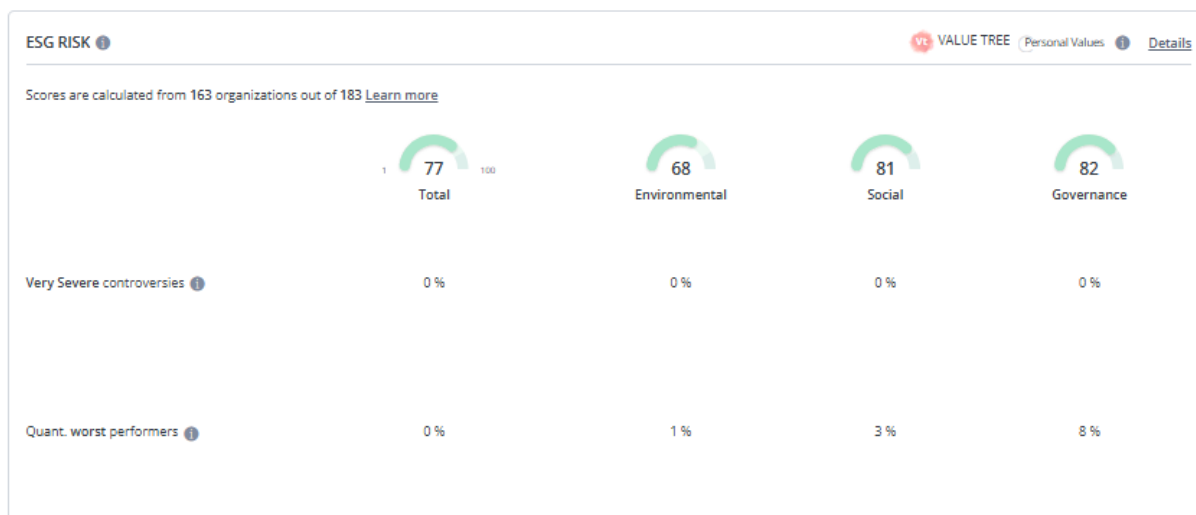 ESG RISK
Vt VALUE TREE Personal Values Details
Scores are calculated from 163 organizations out of 183 Learn more
1 77 100 68 81 82
Total Environmental Social Governance
Very Severe controversies 0 % 0 % 0 % 0 %
Quant. worst performers 0 % 1 % 3 % 8 %